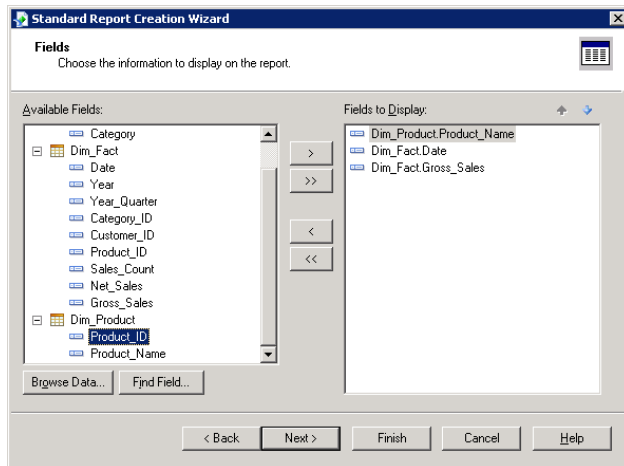 Standard Report Creation Wizard
Fields
Choose the information to display on the report.
Available Fields:
Category
Dim_Fact
Date
Year
Year_Quarter
Category_ID
Customer_ID
Product_ID
Sales_Count
Net_Sales
Gross_Sales
Dim_Product
Product_ID
Product_Name
Browse Data... Find Field...
>
>>
<
<<
Fields to Display:
Dim_Product.Product_Name
Dim_Fact.Date
Dim_Fact.Gross_Sales
< Back Next > Finish Cancel Help